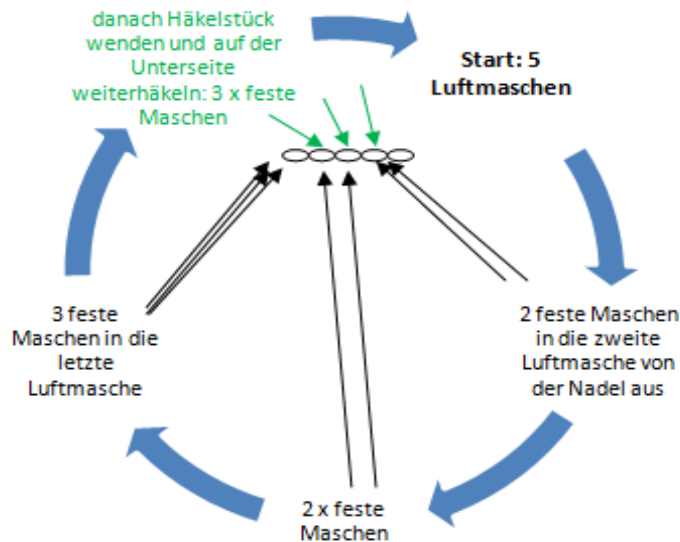 Start: 5
Luftmaschen
2 feste Maschen
in die zweite
Luftmasche von
der Nadel aus
2 x feste
Maschen
3 feste
Maschen in die
letzte
Luftmasche
danach Häkelstück
wenden und auf der
Unterseite
weiterhäkeln: 3 x feste
Maschen